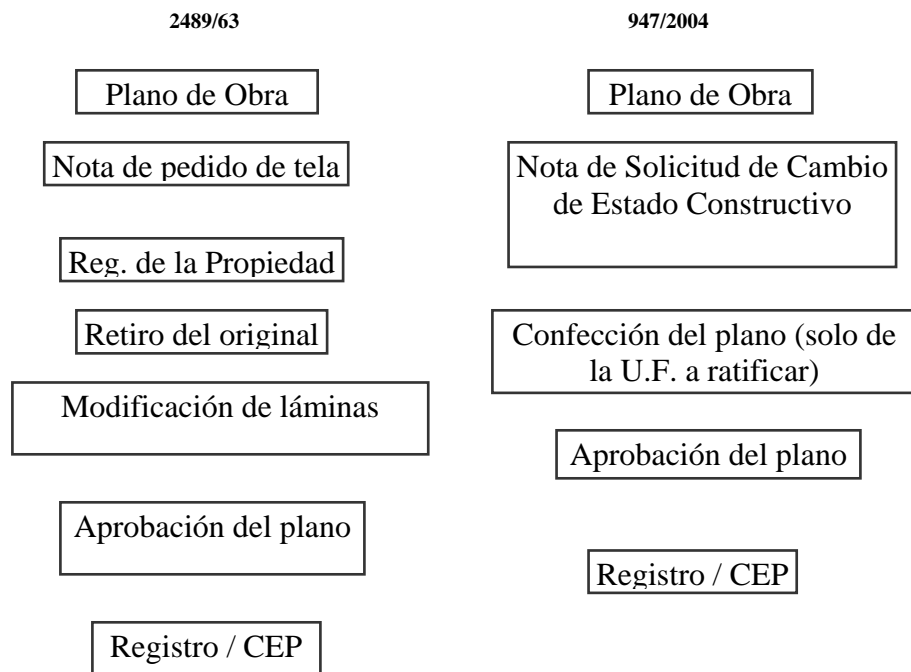 2489/63
Plano de Obra
Nota de pedido de tela
Reg. de la Propiedad
Retiro del original
Modificación de láminas
Aprobación del plano
Registro / CEP
947/2004
Plano de Obra
Nota de Solicitud de Cambio
de Estado Constructivo
Confección del plano (solo de
la U.F. a ratificar)
Aprobación del plano
Registro / CEP